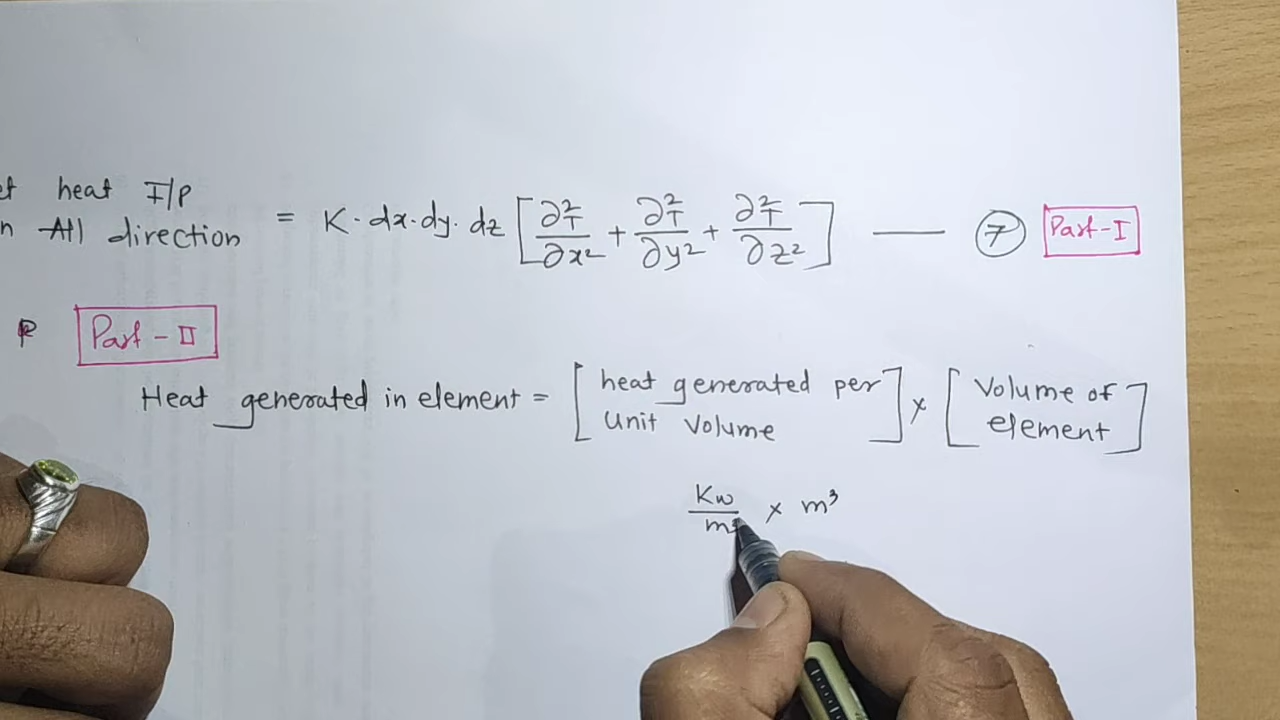 heat I/P
All direction = K·dx·dy·dz [∂²T/∂x² + ∂²T/∂y² + ∂²T/∂z²] —— ⑦ Part-I
Part-II
Heat generated in element = [heat generated per Unit Volume] × [Volume of element]
Kw/m³ × m³